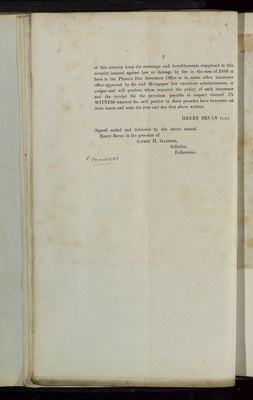 2
of this security keep the messuage and hereditaments comprised in this
security insured against loss or damage by fire in the sum of £500 at
least in the Phœnix Fire Insurance Office or in some other insurance
office approved by the said Mortgagee her executors administrators or
assigns and will produce when required the policy of such insurance
and the receipt for the premium payable in respect thereof IN
WITNESS whereof the said parties to these presents have hereunto set
their hands and seals the year and day first above written
HENRY BEVAN (L.S.)
Signed sealed and delivered by the above named
Henry Bevan in the presence of
ALFRED H.
Solicitor,
Folkestone.